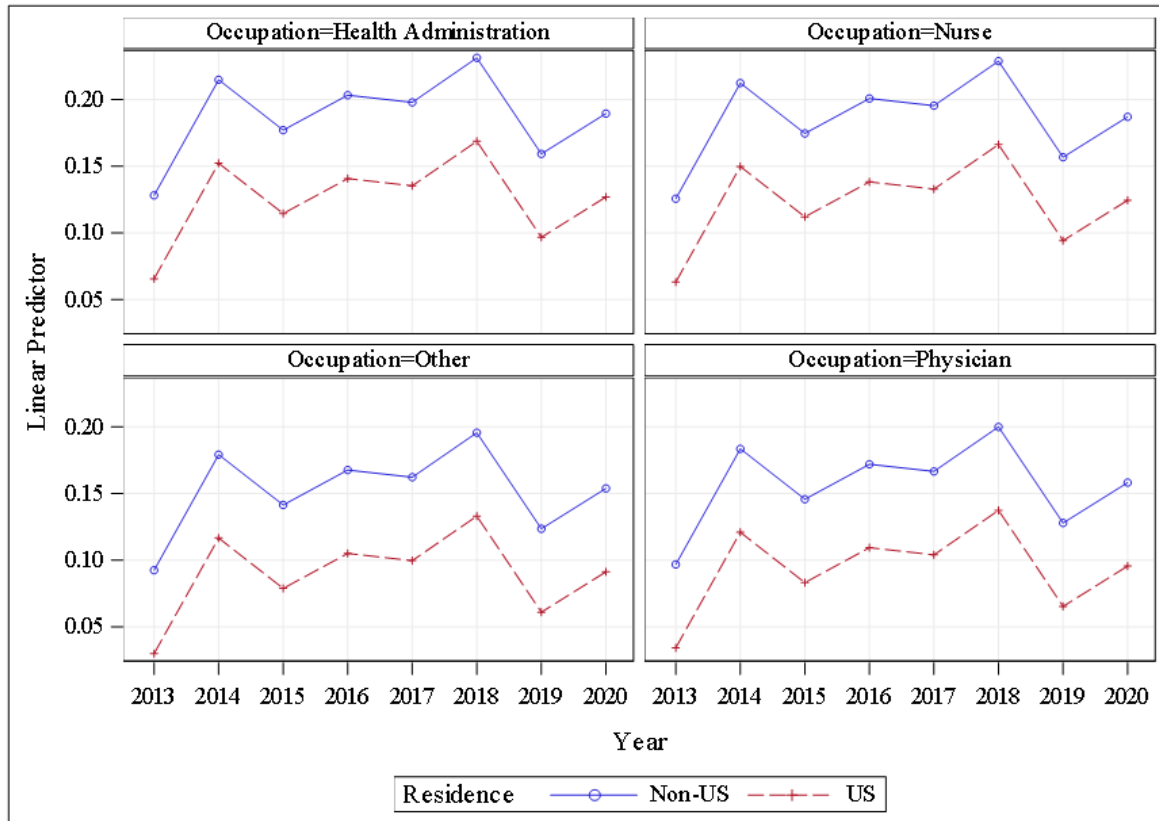 Occupation=Health Administration
Occupation=Nurse
0.20
0.15
0.10
0.05
Occupation=Other
Occupation=Physician
0.20
0.15
0.10
0.05
Linear Predictor
2013 2014 2015 2016 2017 2018 2019 2020
2013 2014 2015 2016 2017 2018 2019 2020
Year
Residence Non-US US